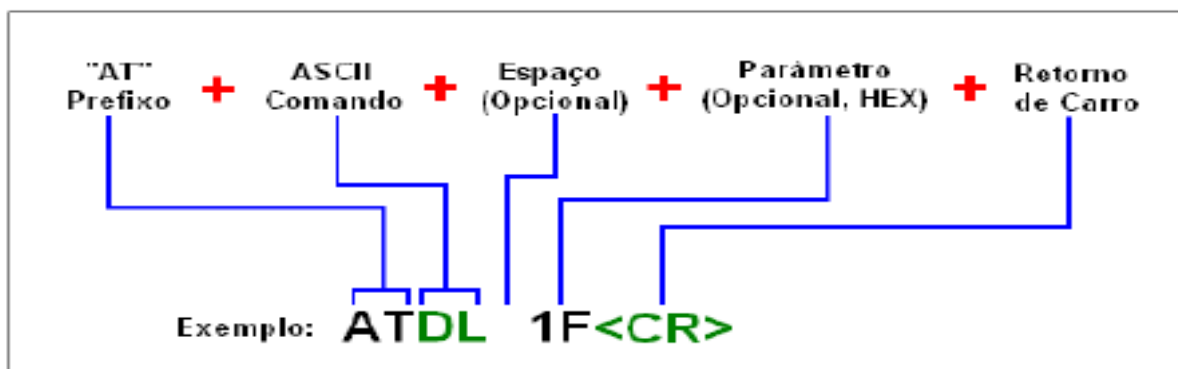 "AT" + ASCII + Espaço + Parâmetro + Retorno
Prefixo Comando (Opcional) (Opcional, HEX) de Carro
Exemplo: ATDL 1F<CR>